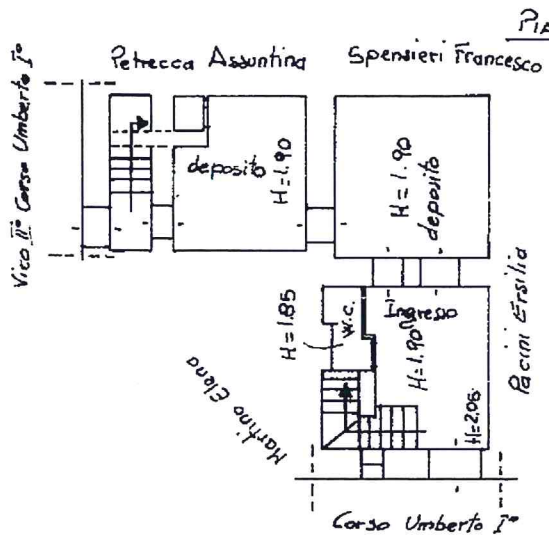 PIA
Petrecca Assuntina
Spensieri Francesco
Vico II° Corso Umberto I°
deposito
H=1.90
H=1.90
deposito
Pacini Ersilia
H=1.85
w.c.
Ingresso
H=1.90
H=2.05
Martino Elena
Corso Umberto I°